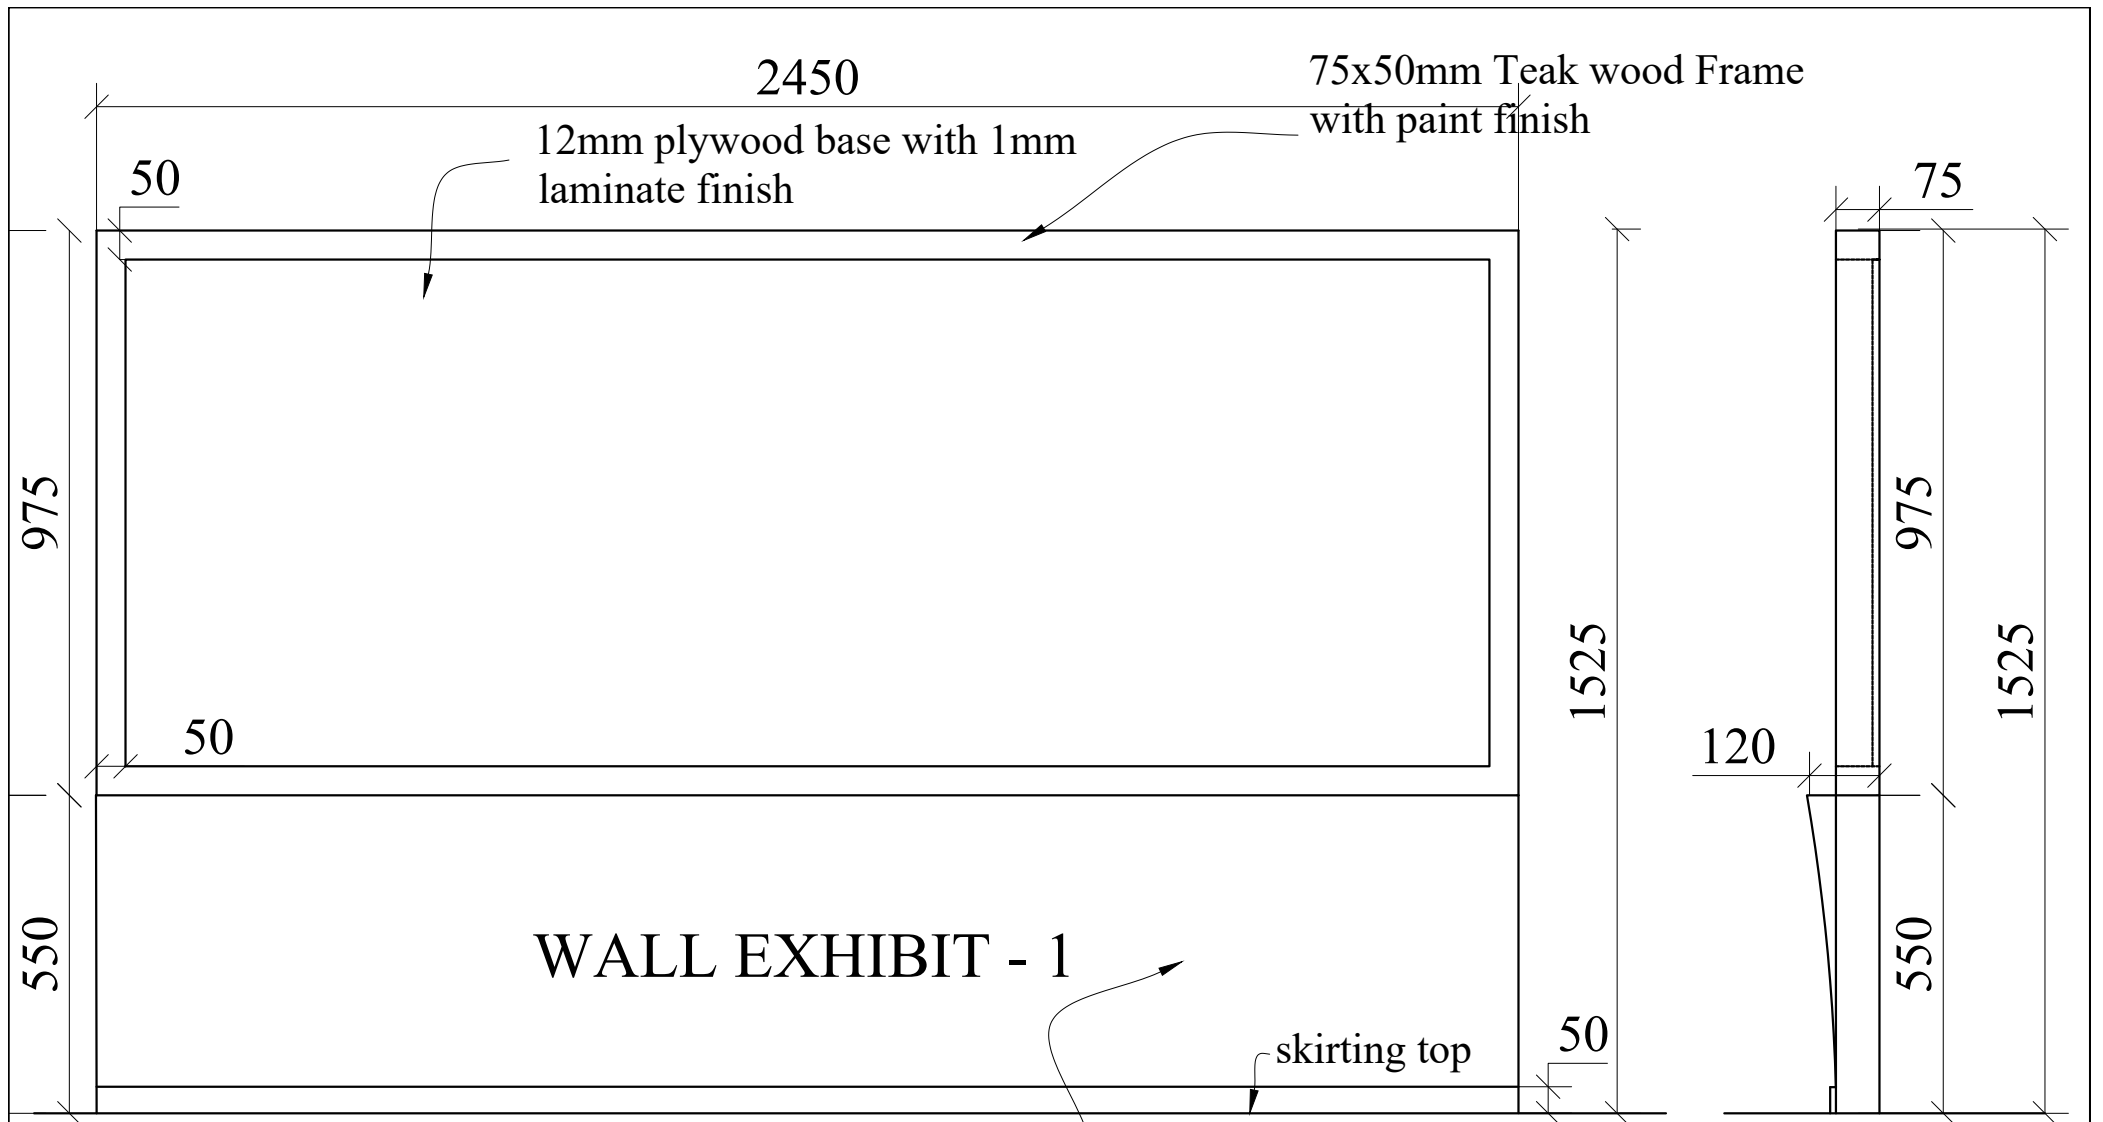 2450
75x50mm Teak wood Frame
with paint finish
12mm plywood base with 1mm
laminate finish
50
75
975
975
1525
1525
50
120
550
WALL EXHIBIT - 1
550
skirting top
50